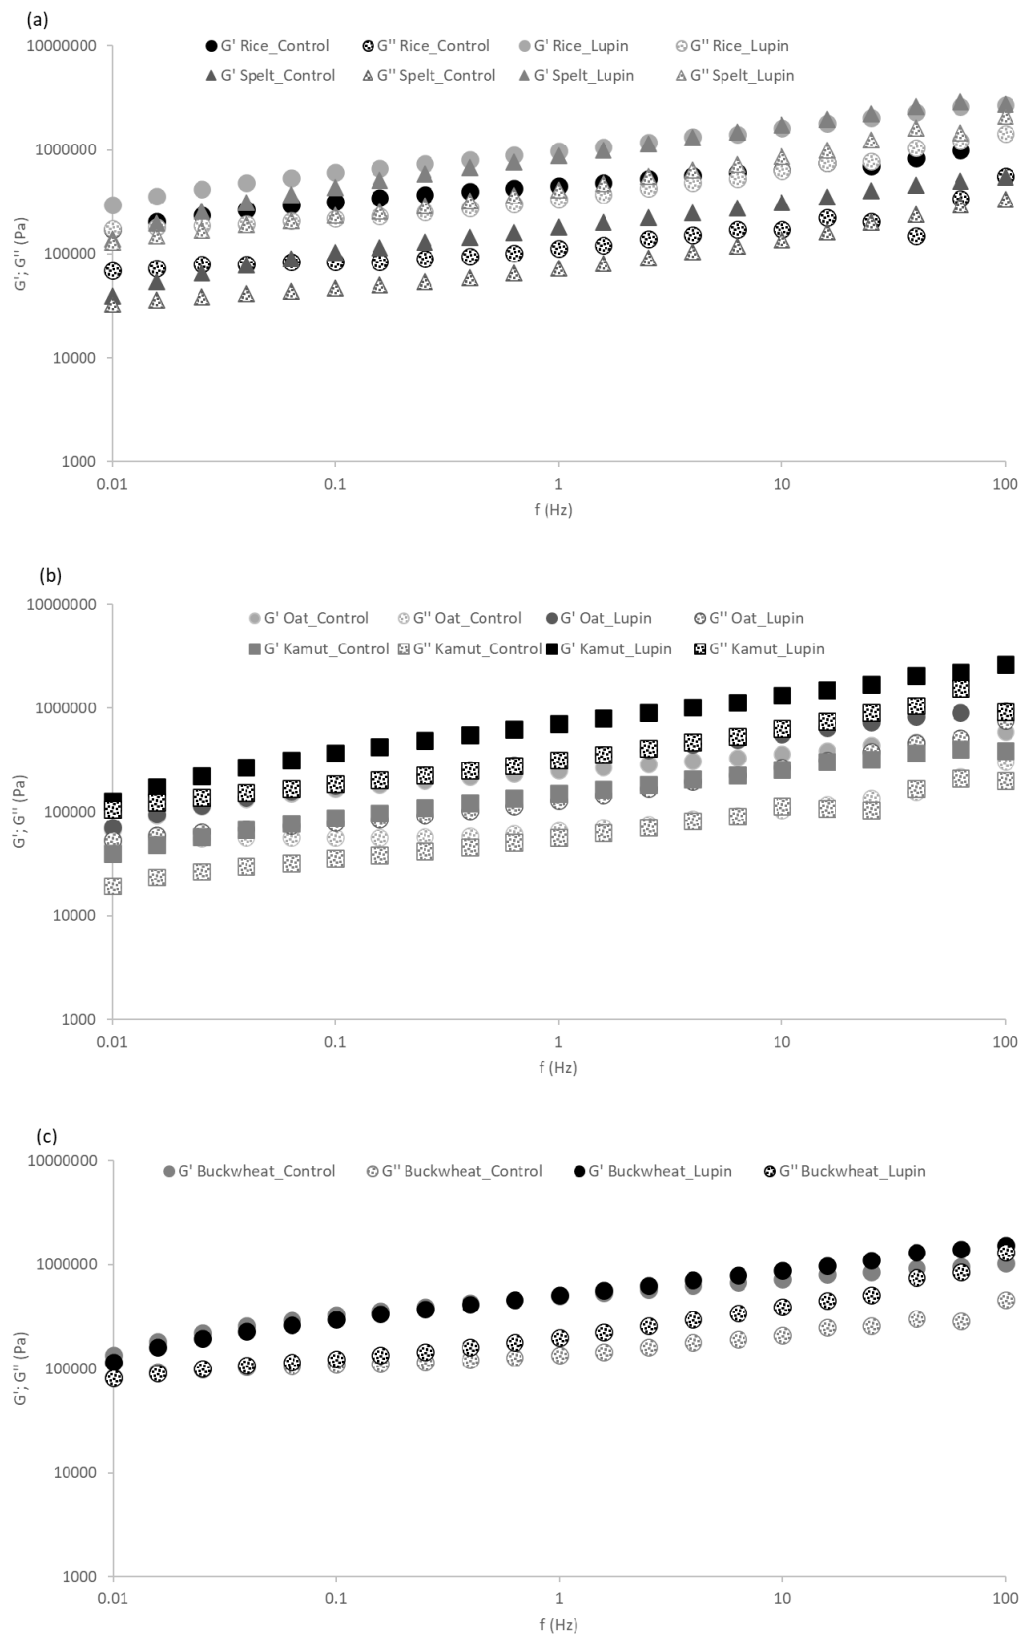 (a)
10000000
G' Rice_Control G'' Rice_Control G' Rice_Lupin G'' Rice_Lupin
G' Spelt_Control G'' Spelt_Control G' Spelt_Lupin G'' Spelt_Lupin
1000000
100000
10000
1000
G'; G'' (Pa)
0.01 0.1 1 10 100
f (Hz)
(b)
10000000
G' Oat_Control G'' Oat_Control G' Oat_Lupin G'' Oat_Lupin
G' Kamut_Control G'' Kamut_Control G' Kamut_Lupin G'' Kamut_Lupin
1000000
100000
10000
1000
G'; G'' (Pa)
0.01 0.1 1 10 100
f (Hz)
(c)
10000000
G' Buckwheat_Control G'' Buckwheat_Control G' Buckwheat_Lupin G'' Buckwheat_Lupin
1000000
100000
10000
1000
G'; G'' (Pa)
0.01 0.1 1 10 100
f (Hz)